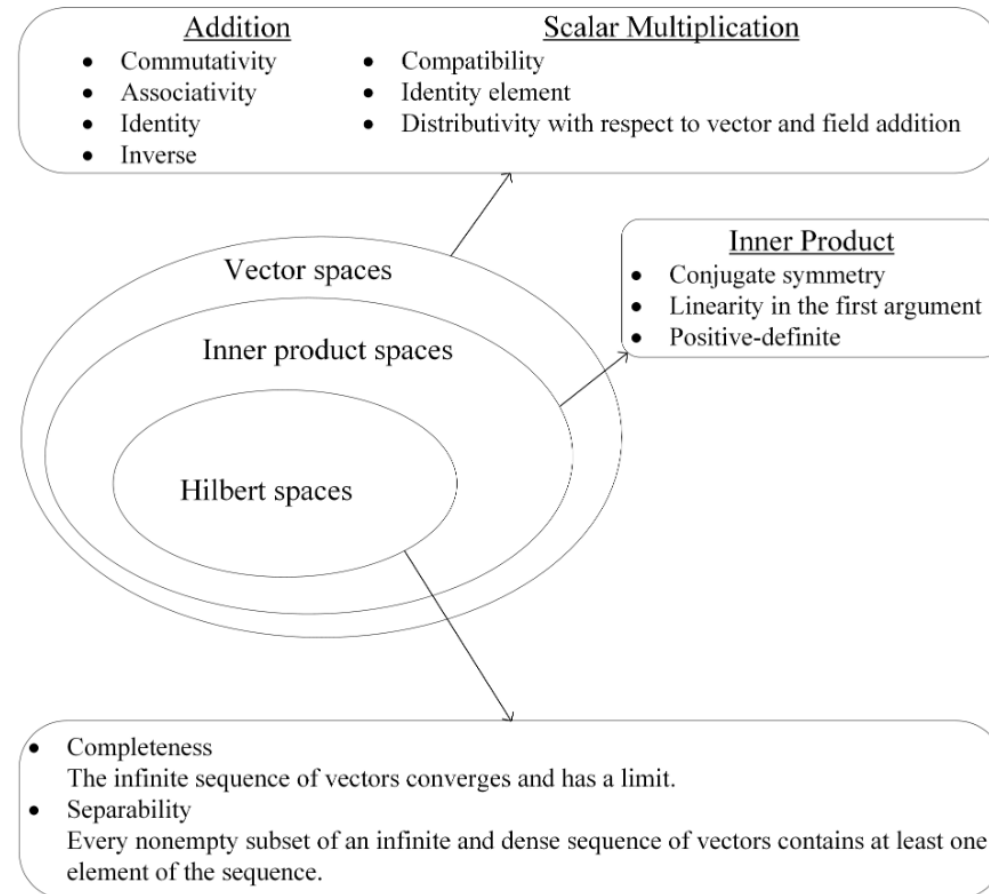 Addition
• Commutativity
• Associativity
• Identity
• Inverse
Scalar Multiplication
• Compatibility
• Identity element
• Distributivity with respect to vector and field addition
Vector spaces
Inner product spaces
Hilbert spaces
Inner Product
• Conjugate symmetry
• Linearity in the first argument
• Positive-definite
• Completeness
The infinite sequence of vectors converges and has a limit.
• Separability
Every nonempty subset of an infinite and dense sequence of vectors contains at least one
element of the sequence.